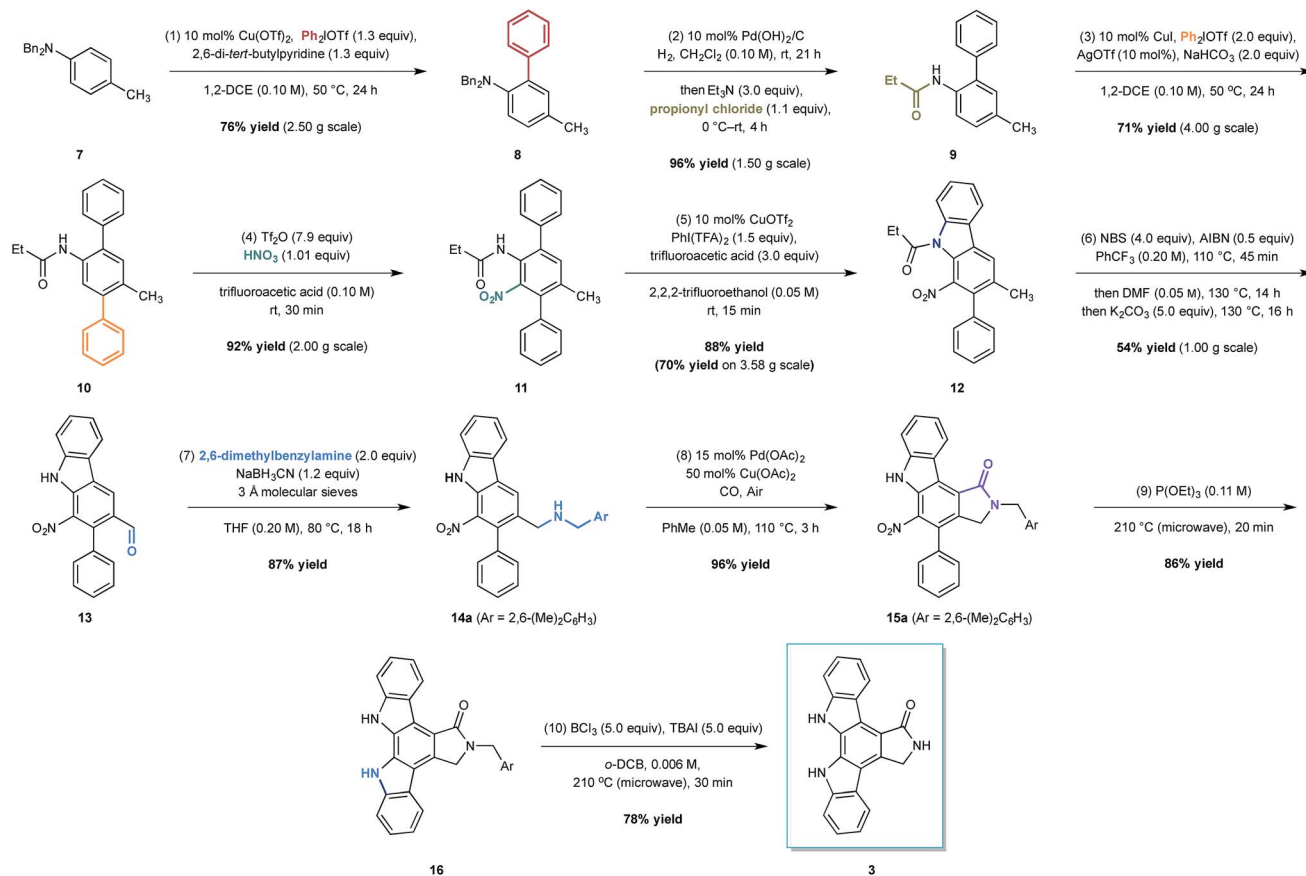 Bn₂N
CH₃
7
(1) 10 mol% Cu(OTf)₂, Ph₂IOTf (1.3 equiv),
2,6-di-tert-butylpyridine (1.3 equiv)
1,2-DCE (0.10 M), 50 °C, 24 h
76% yield (2.50 g scale)
Bn₂N
CH₃
8
(2) 10 mol% Pd(OH)₂/C
H₂, CH₂Cl₂ (0.10 M), rt, 21 h
then Et₃N (3.0 equiv),
propionyl chloride (1.1 equiv),
0 °C–rt, 4 h
96% yield (1.50 g scale)
Et
H
N
O
CH₃
9
(3) 10 mol% CuI, Ph₂IOTf (2.0 equiv),
AgOTf (10 mol%), NaHCO₃ (2.0 equiv)
1,2-DCE (0.10 M), 50 °C, 24 h
71% yield (4.00 g scale)
Et
H
N
O
CH₃
10
(4) Tf₂O (7.9 equiv)
HNO₃ (1.01 equiv)
trifluoroacetic acid (0.10 M)
rt, 30 min
92% yield (2.00 g scale)
Et
H
N
O
O₂N
CH₃
11
(5) 10 mol% CuOTf₂
PhI(TFA)₂ (1.5 equiv),
trifluoroacetic acid (3.0 equiv)
2,2,2-trifluoroethanol (0.05 M)
rt, 15 min
88% yield
(70% yield on 3.58 g scale)
Et
N
O
NO₂
CH₃
12
(6) NBS (4.0 equiv), AIBN (0.5 equiv)
PhCF₃ (0.20 M), 110 °C, 45 min
then DMF (0.05 M), 130 °C, 14 h
then K₂CO₃ (5.0 equiv), 130 °C, 16 h
54% yield (1.00 g scale)
HN
NO₂
O
13
(7) 2,6-dimethylbenzylamine (2.0 equiv)
NaBH₃CN (1.2 equiv)
3 Å molecular sieves
THF (0.20 M), 80 °C, 18 h
87% yield
HN
NO₂
H
N
Ar
14a (Ar = 2,6-(Me)₂C₆H₃)
(8) 15 mol% Pd(OAc)₂
50 mol% Cu(OAc)₂
CO, Air
PhMe (0.05 M), 110 °C, 3 h
96% yield
O
HN
N
Ar
NO₂
15a (Ar = 2,6-(Me)₂C₆H₃)
(9) P(OEt)₃ (0.11 M)
210 °C (microwave), 20 min
86% yield
O
HN
N
Ar
HN
16
(10) BCl₃ (5.0 equiv), TBAI (5.0 equiv)
o-DCB, 0.006 M,
210 °C (microwave), 30 min
78% yield
O
HN
NH
HN
3